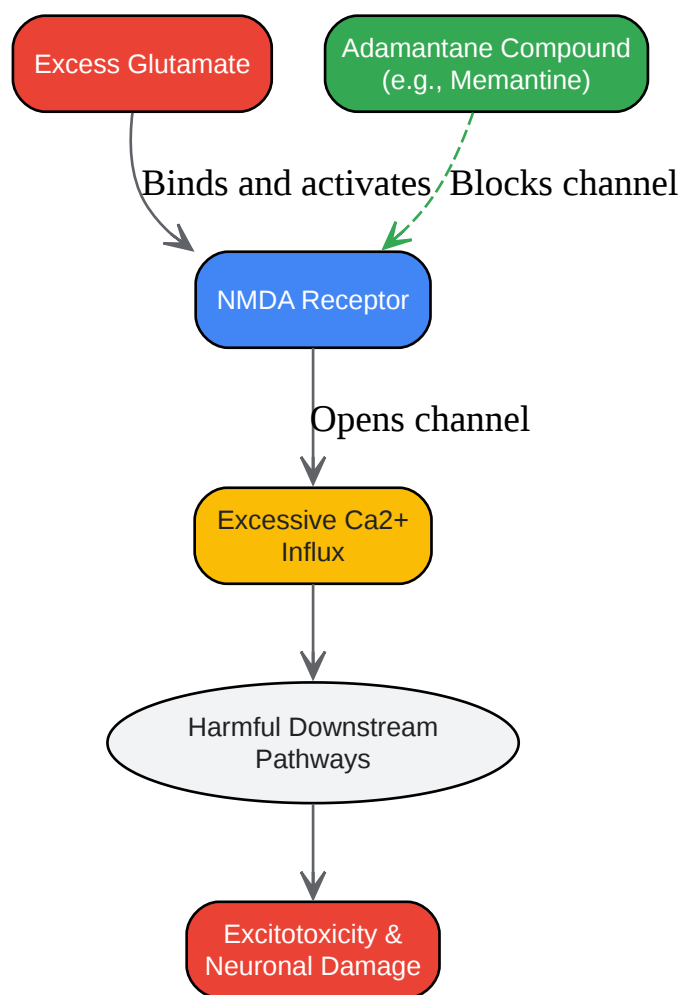 Excess Glutamate
Adamantane Compound
(e.g., Memantine)
Binds and activates
Blocks channel
NMDA Receptor
Opens channel
Excessive Ca2+
Influx
Harmful Downstream
Pathways
Excitotoxicity &
Neuronal Damage